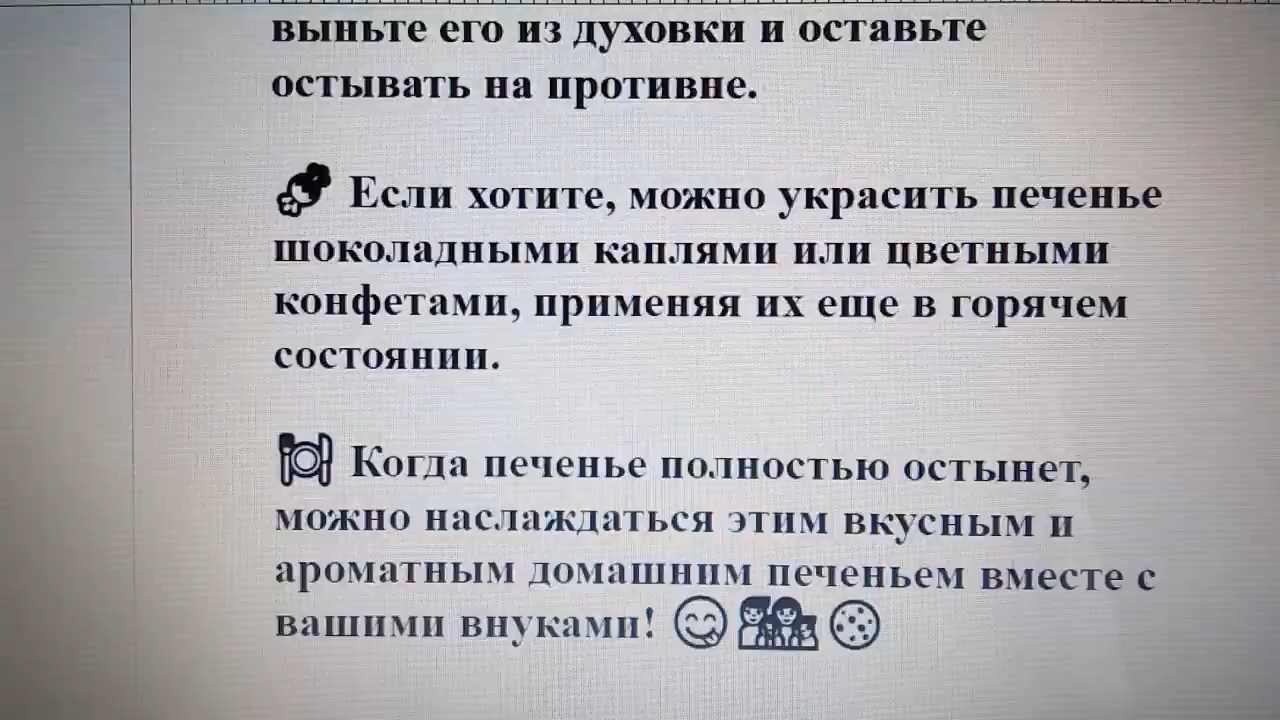 выньте его из духовки и оставьте
остывать на противне.
Если хотите, можно украсить печенье
шоколадными каплями или цветными
конфетами, применяя их еще в горячем
состоянии.
🍽 Когда печенье полностью остынет,
можно наслаждаться этим вкусным и
ароматным домашним печеньем вместе с
вашими внуками! 😋👨‍👩‍👧‍👦🍪